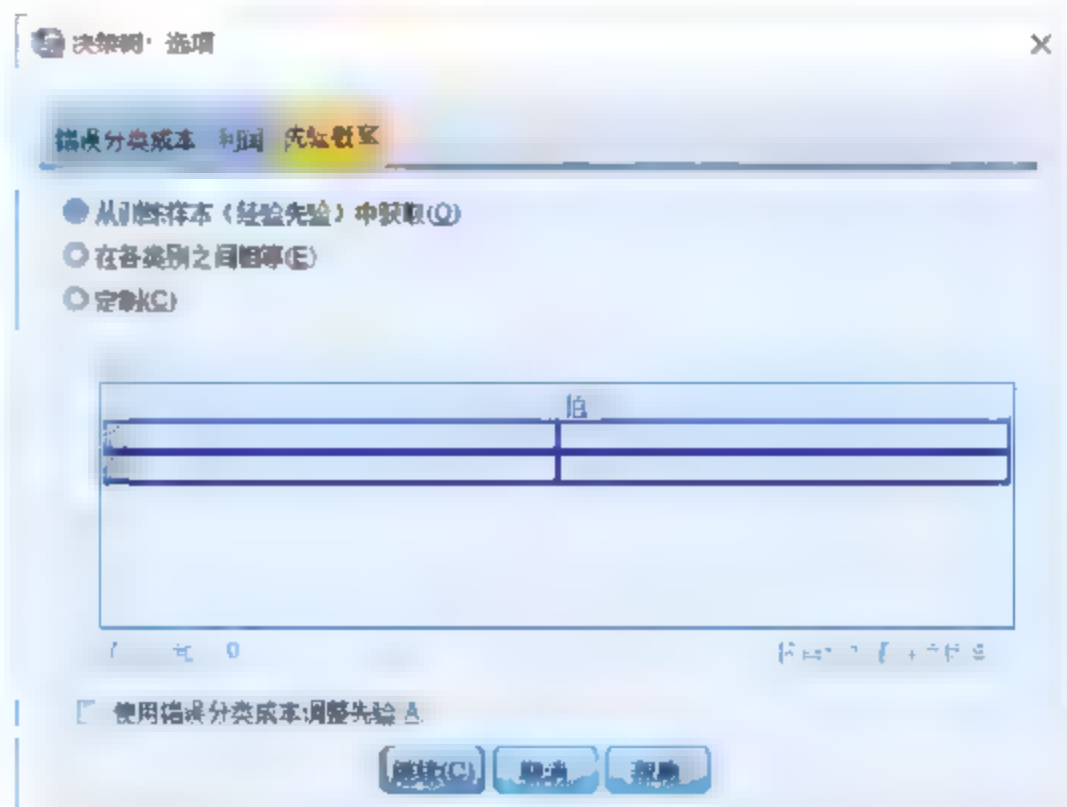 决策树：选项
错误分类成本 利润 先验概率
从训练样本（经验先验）中获取(O)
在各类别之间相等(E)
定制(C)
值
0
使用错误分类成本调整先验 A
继续(C) 取消 帮助